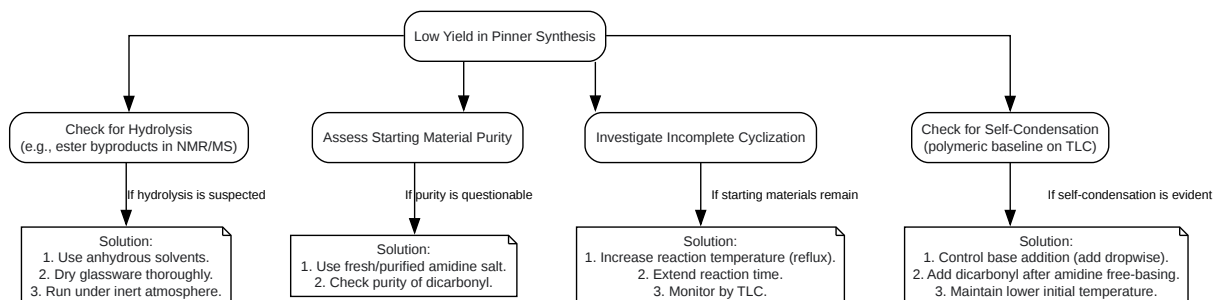 Low Yield in Pinner Synthesis
Check for Hydrolysis
(e.g., ester byproducts in NMR/MS)
Assess Starting Material Purity
Investigate Incomplete Cyclization
Check for Self-Condensation
(polymeric baseline on TLC)
If hydrolysis is suspected
If purity is questionable
If starting materials remain
If self-condensation is evident
Solution:
1. Use anhydrous solvents.
2. Dry glassware thoroughly.
3. Run under inert atmosphere.
Solution:
1. Use fresh/purified amidine salt.
2. Check purity of dicarbonyl.
Solution:
1. Increase reaction temperature (reflux).
2. Extend reaction time.
3. Monitor by TLC.
Solution:
1. Control base addition (add dropwise).
2. Add dicarbonyl after amidine free-basing.
3. Maintain lower initial temperature.